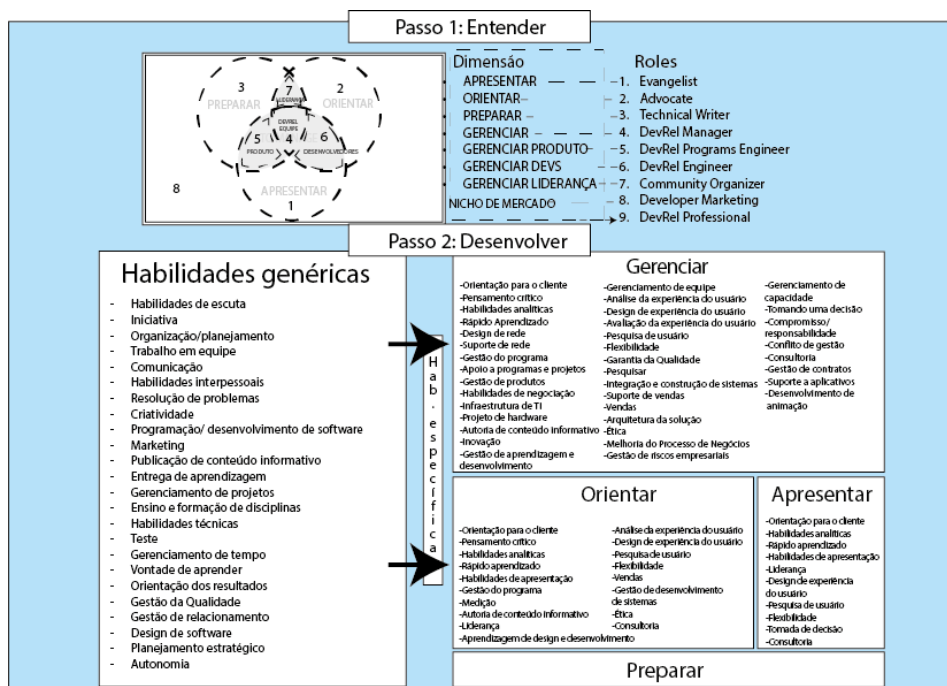 Passo 1: Entender
3
PREPARAR
2
ORIENTAR
7
LIDERANÇA
DEVREL
EQUIPE
4
5
PRODUTO
6
DESENVOLVEDORES
APRESENTAR
1
8
Dimensão
APRESENTAR
ORIENTAR
PREPARAR
GERENCIAR
GERENCIAR PRODUTO
GERENCIAR DEVS
GERENCIAR LIDERANÇA
NICHO DE MERCADO
Roles
1. Evangelist
2. Advocate
3. Technical Writer
4. DevRel Manager
5. DevRel Programs Engineer
6. DevRel Engineer
7. Community Organizer
8. Developer Marketing
9. DevRel Professional
Passo 2: Desenvolver
Habilidades genéricas
- Habilidades de escuta
- Iniciativa
- Organização/planejamento
- Trabalho em equipe
- Comunicação
- Habilidades interpessoais
- Resolução de problemas
- Criatividade
- Programação/ desenvolvimento de software
- Marketing
- Publicação de conteúdo informativo
- Entrega de aprendizagem
- Gerenciamento de projetos
- Ensino e formação de disciplinas
- Habilidades técnicas
- Teste
- Gerenciamento de tempo
- Vontade de aprender
- Orientação dos resultados
- Gestão da Qualidade
- Gestão de relacionamento
- Design de software
- Planejamento estratégico
- Autonomia
Hab. específica
Gerenciar
-Orientação para o cliente
-Pensamento crítico
-Habilidades analíticas
-Rápido Aprendizado
-Design de rede
-Suporte de rede
-Gestão do programa
-Apoio a programas e projetos
-Gestão de produtos
-Habilidades de negociação
-Infraestrutura de TI
-Projeto de hardware
-Autoria de conteúdo informativo
-Inovação
-Gestão de aprendizagem e
desenvolvimento
-Gerenciamento de equipe
-Análise da experiência do usuário
-Design de experiência do usuário
-Avaliação da experiência do usuário
-Pesquisa de usuário
-Flexibilidade
-Garantia da Qualidade
-Pesquisar
-Integração e construção de sistemas
-Suporte de vendas
-Vendas
-Arquitetura da solução
-Ética
-Melhoria do Processo de Negócios
-Gestão de riscos empresariais
-Gerenciamento de
capacidade
-Tomando uma decisão
-Compromisso/
responsabilidade
-Conflito de gestão
-Consultoria
-Gestão de contratos
-Suporte a aplicativos
-Desenvolvimento de
animação
Orientar
-Orientação para o cliente
-Pensamento crítico
-Habilidades analíticas
-Rápido aprendizado
-Habilidades de apresentação
-Gestão do programa
-Medição
-Autoria de conteúdo informativo
-Liderança
-Aprendizagem de design e desenvolvimento
-Análise da experiência do usuário
-Design de experiência do usuário
-Pesquisa de usuário
-Flexibilidade
-Vendas
-Gestão de desenvolvimento
de sistemas
-Ética
-Consultoria
Apresentar
-Orientação para o cliente
-Habilidades analíticas
-Rápido aprendizado
-Habilidades de apresentação
-Liderança
-Design de experiência
do usuário
-Pesquisa de usuário
-Flexibilidade
-Tomada de decisão
-Consultoria
Preparar